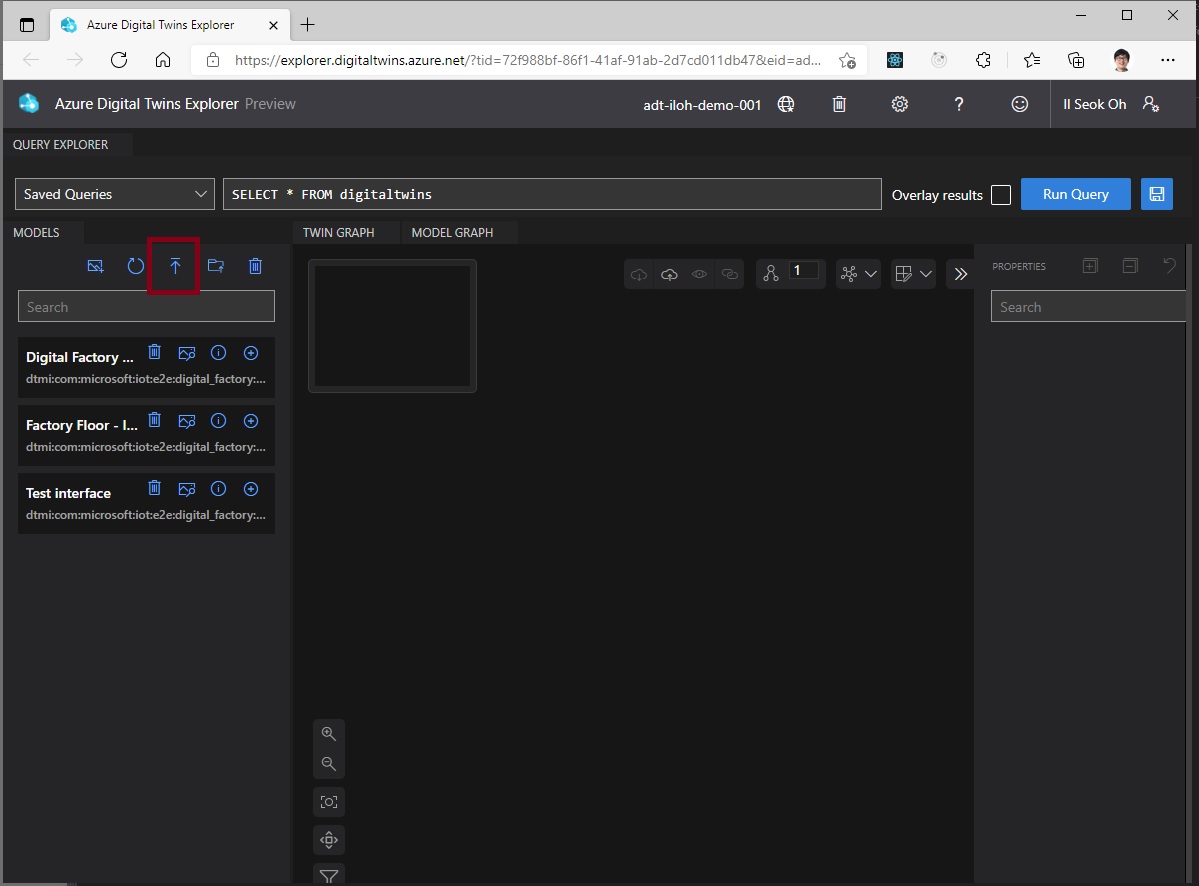 Azure Digital Twins Explorer
https://explorer.digitaltwins.azure.net/?tid=72f988bf-86f1-41af-91ab-2d7cd011db47&eid=ad...
Azure Digital Twins Explorer Preview
adt-iloh-demo-001
?
Il Seok Oh
QUERY EXPLORER
Saved Queries
SELECT * FROM digitaltwins
Overlay results
Run Query
MODELS
TWIN GRAPH
MODEL GRAPH
1
PROPERTIES
Search
Search
Digital Factory ...
dtmi:com:microsoft:iot:e2e:digital_factory:...
Factory Floor - I...
dtmi:com:microsoft:iot:e2e:digital_factory:...
Test interface
dtmi:com:microsoft:iot:e2e:digital_factory:...